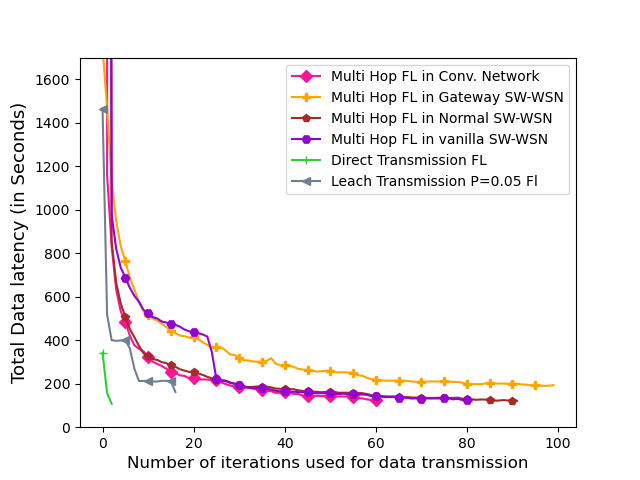 Total Data latency (in Seconds)
1600
1400
1200
1000
800
600
400
200
0
Multi Hop FL in Conv. Network
Multi Hop FL in Gateway SW-WSN
Multi Hop FL in Normal SW-WSN
Multi Hop FL in vanilla SW-WSN
Direct Transmission FL
Leach Transmission P=0.05 Fl
0 20 40 60 80 100
Number of iterations used for data transmission